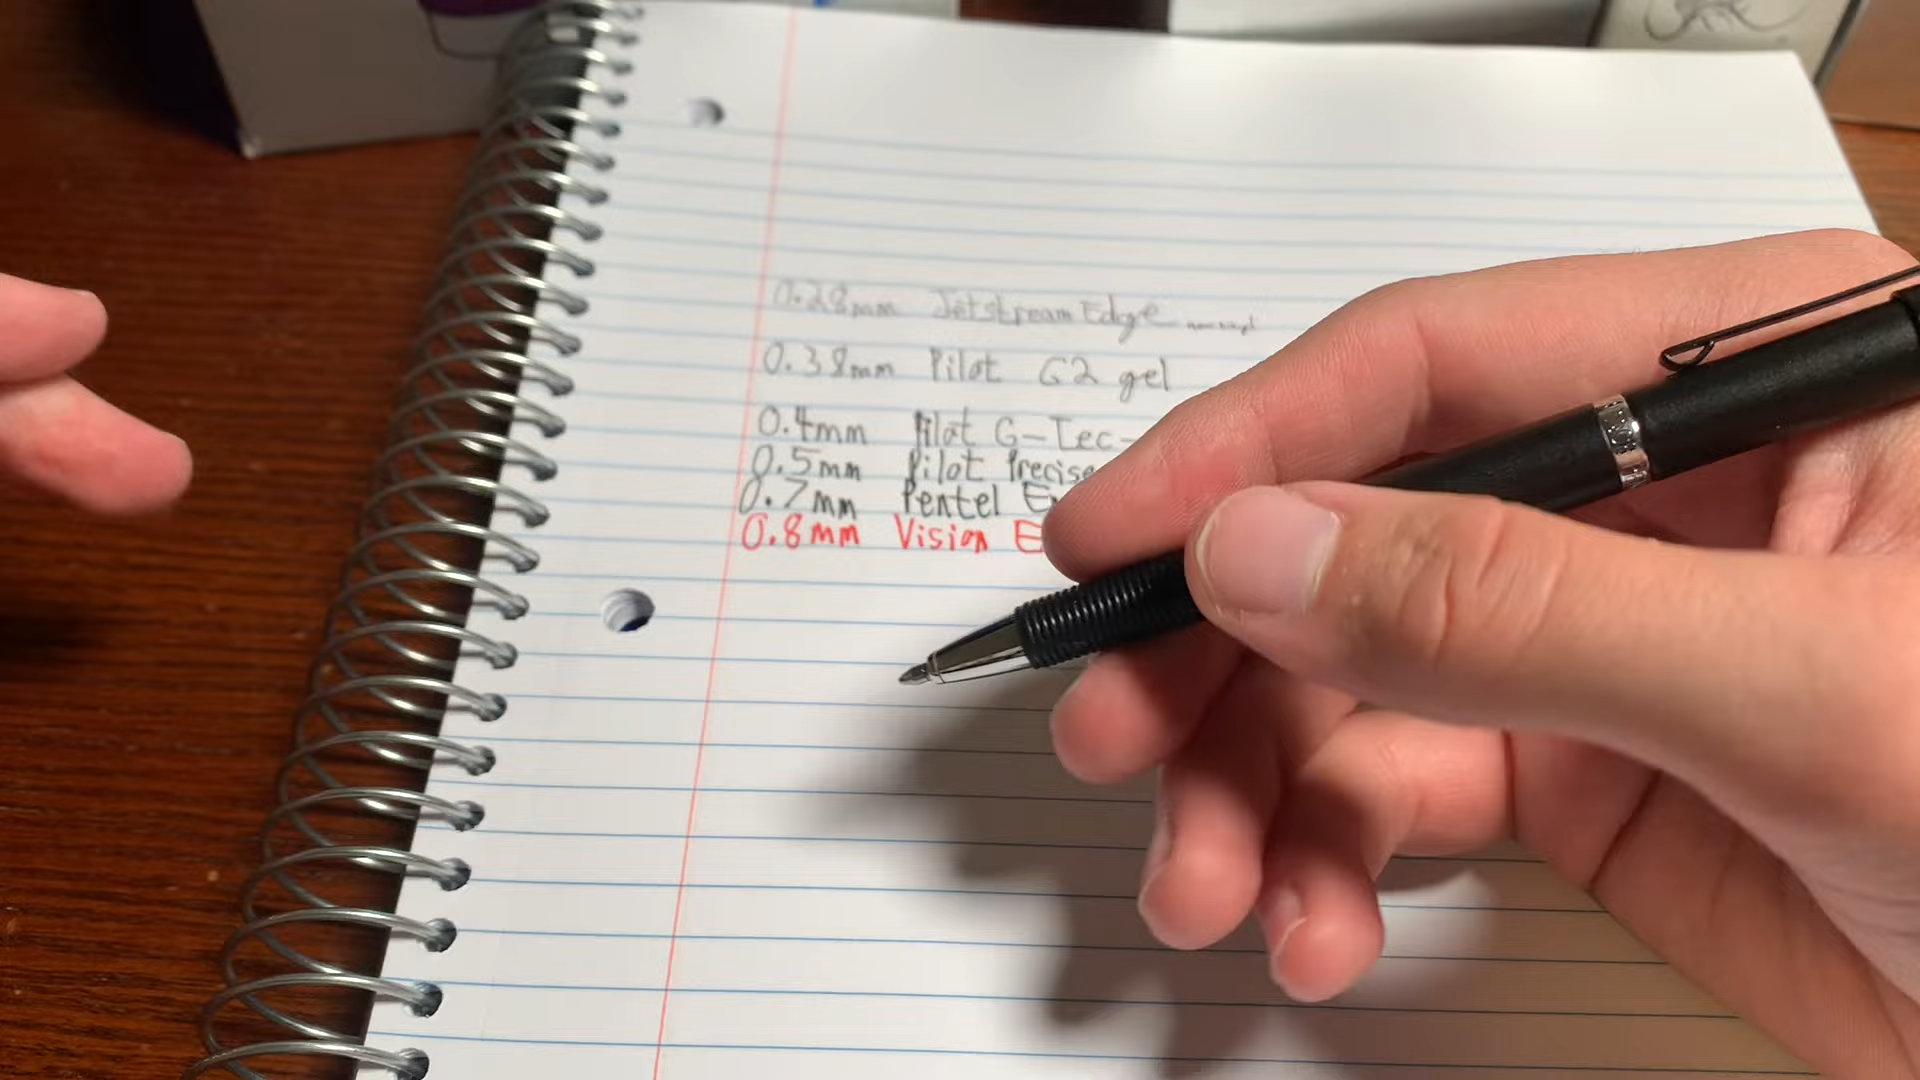 0.28mm Jetstream Edge
0.38mm Pilot G2 gel
0.4mm Pilot G-Tec-
0.5mm Pilot Precise
0.7mm Pentel En
0.8mm Vision E